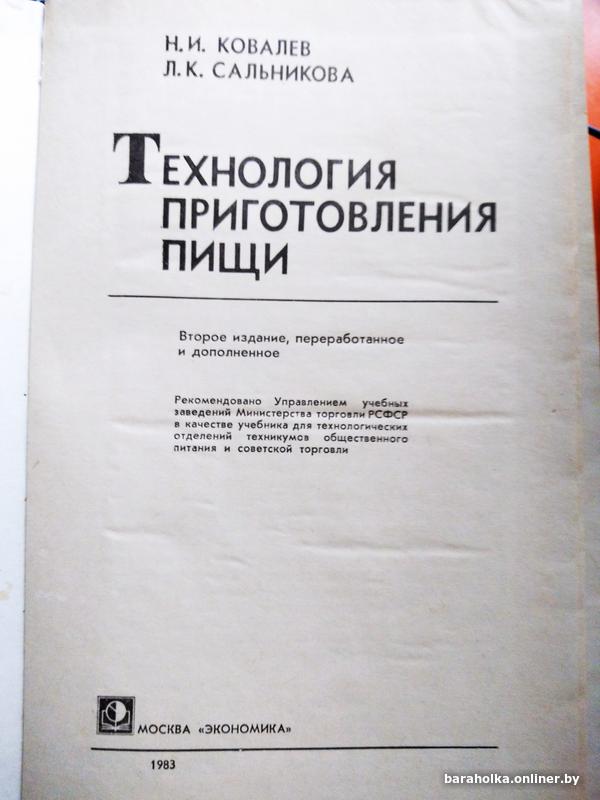 Н.И. КОВАЛЕВ
Л.К. САЛЬНИКОВА
ТЕХНОЛОГИЯ
ПРИГОТОВЛЕНИЯ
ПИЩИ
Второе издание, переработанное
и дополненное
Рекомендовано Управлением учебных
заведений Министерства торговли РСФСР
в качестве учебника для технологических
отделений техникумов общественного
питания и советской торговли
МОСКВА «ЭКОНОМИКА»
1983
baraholka.onliner.by